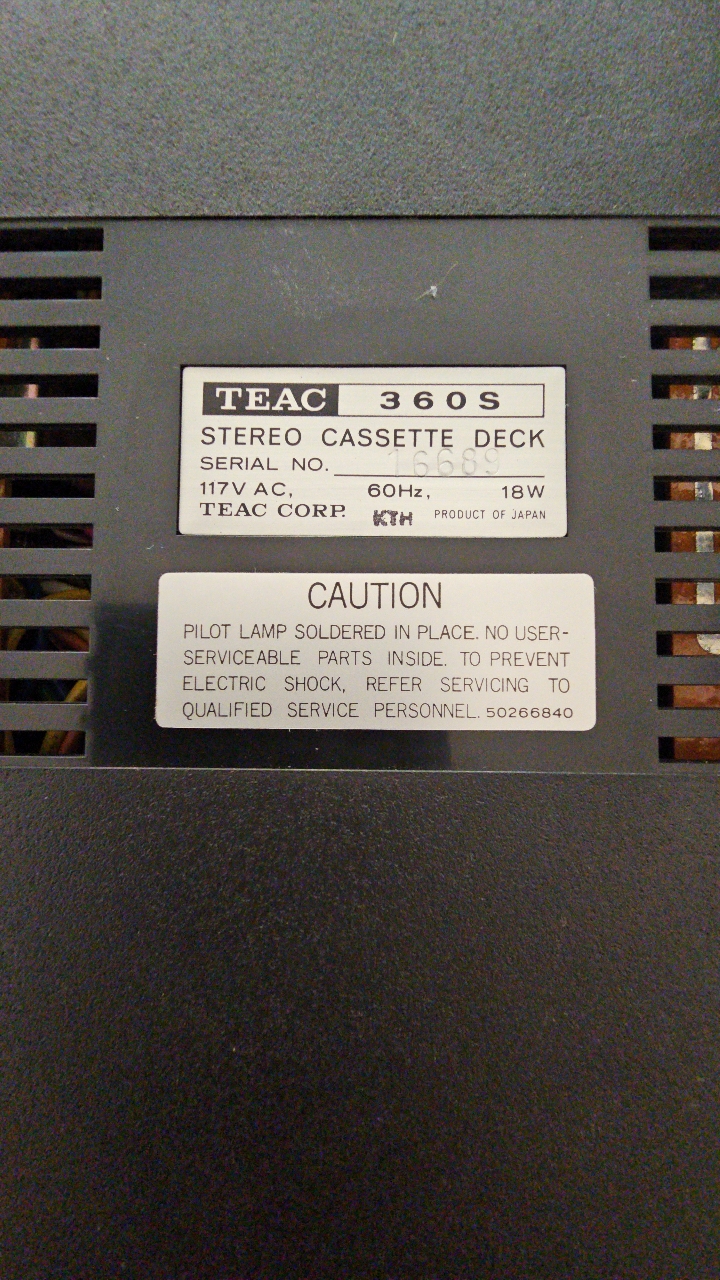 TEAC 360S
STEREO CASSETTE DECK
SERIAL NO. 16689
117V AC, 60Hz, 18W
TEAC CORP. KTH PRODUCT OF JAPAN
CAUTION
PILOT LAMP SOLDERED IN PLACE. NO USER-
SERVICEABLE PARTS INSIDE. TO PREVENT
ELECTRIC SHOCK, REFER SERVICING TO
QUALIFIED SERVICE PERSONNEL. 50266840